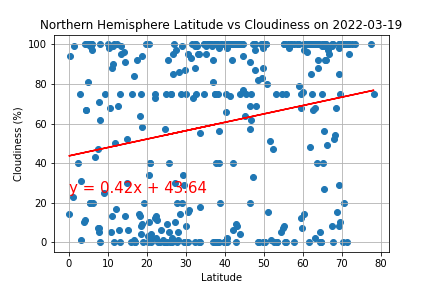 Northern Hemisphere Latitude vs Cloudiness on 2022-03-19
100
80
60
40
20
0
Cloudiness (%)
y = 0.42x + 43.64
0 10 20 30 40 50 60 70 80
Latitude